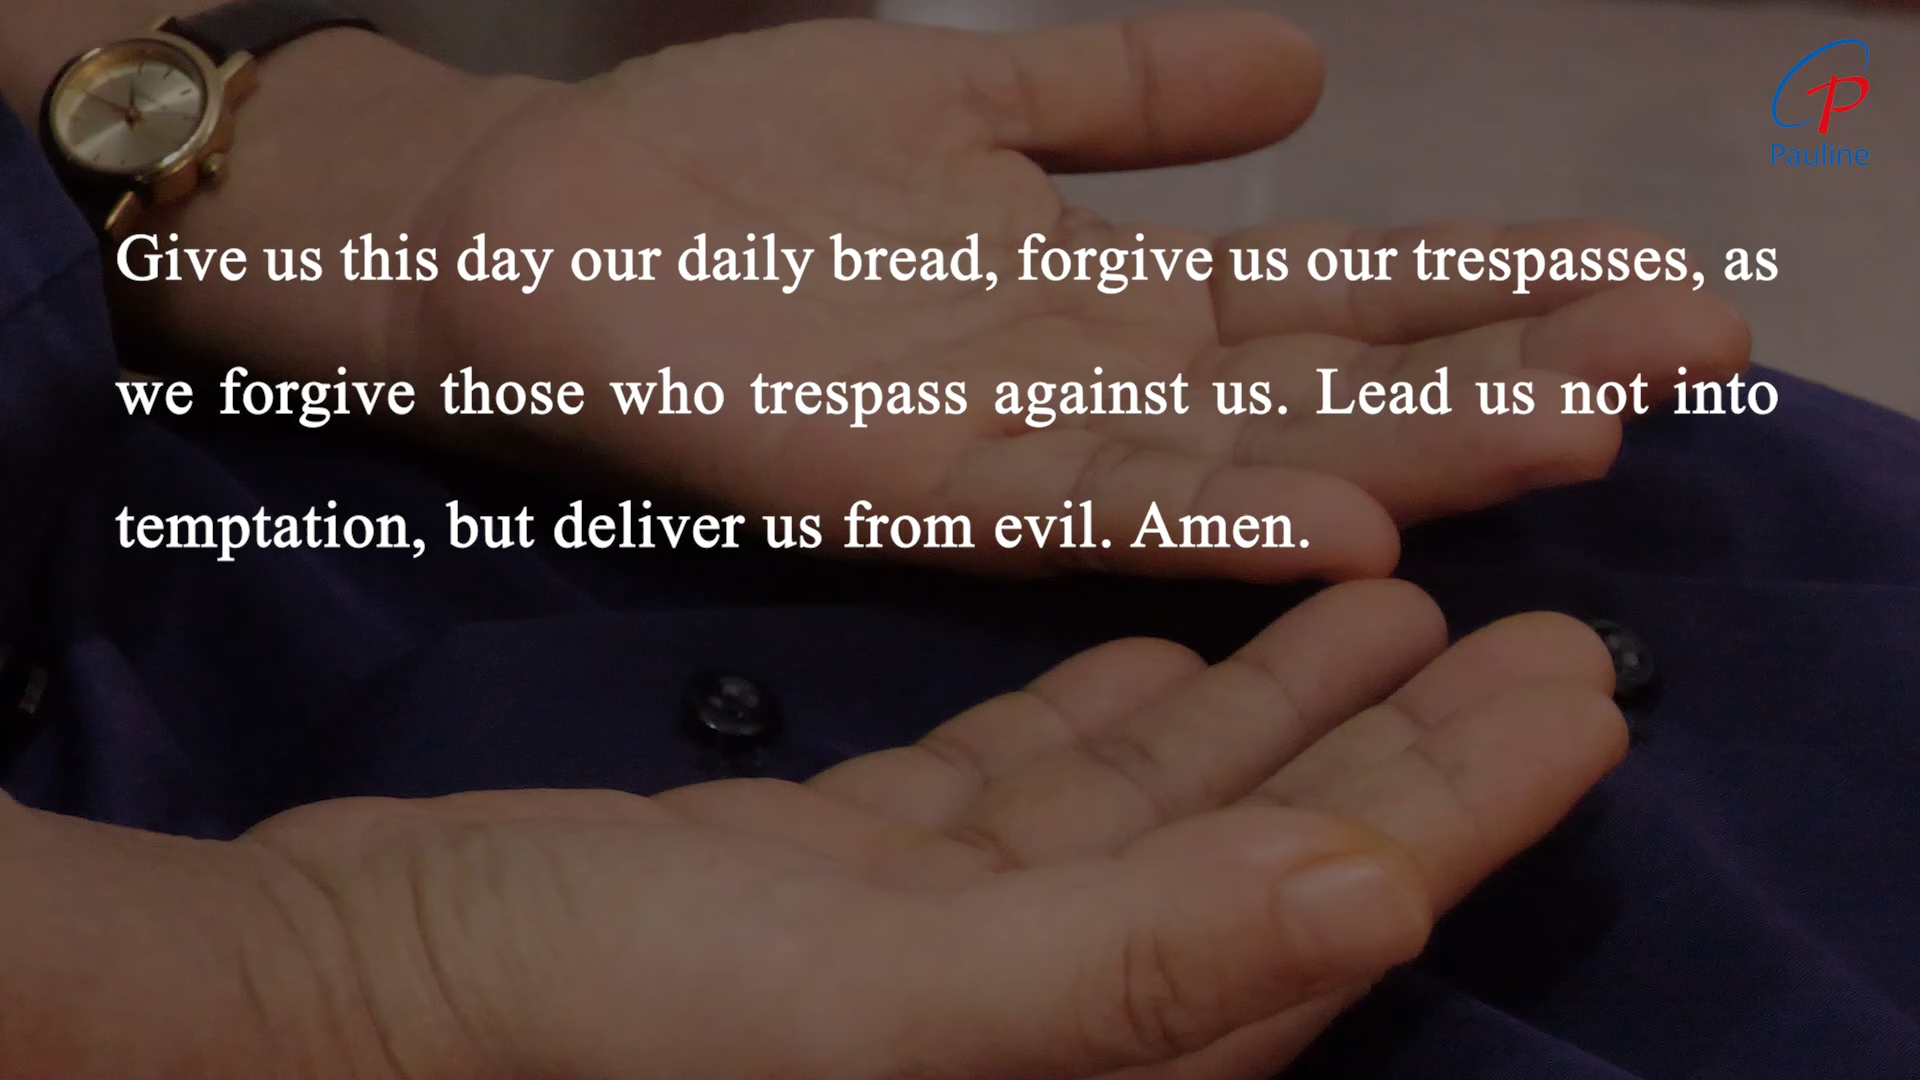 Pauline
Give us this day our daily bread, forgive us our trespasses, as
we forgive those who trespass against us. Lead us not into
temptation, but deliver us from evil. Amen.